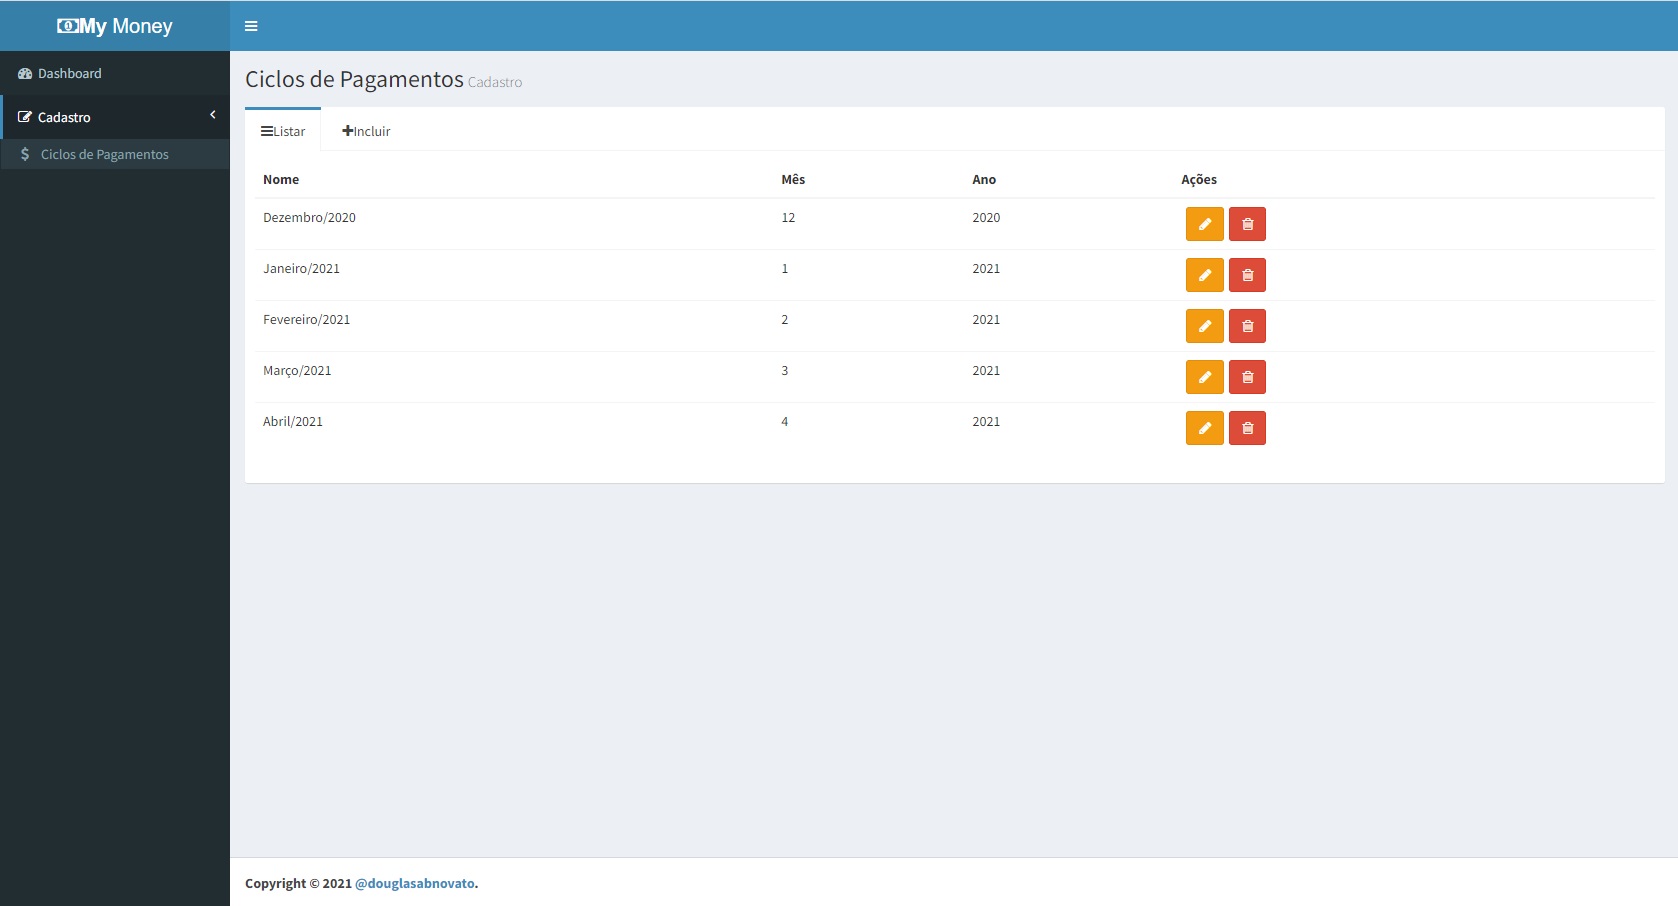 My Money
Dashboard
Cadastro
$ Ciclos de Pagamentos
Ciclos de Pagamentos Cadastro
Listar Incluir
Nome Mês Ano Ações
Dezembro/2020 12 2020
Janeiro/2021 1 2021
Fevereiro/2021 2 2021
Março/2021 3 2021
Abril/2021 4 2021
Copyright © 2021 @douglasabnovato.